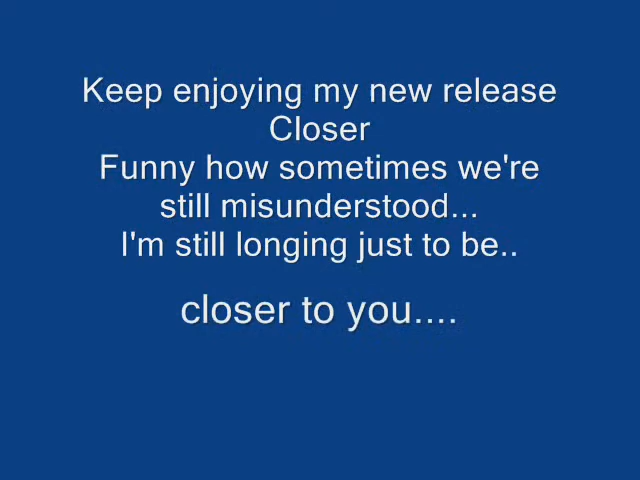 Keep enjoying my new release
Closer
Funny how sometimes we're
still misunderstood...
I'm still longing just to be..
closer to you....